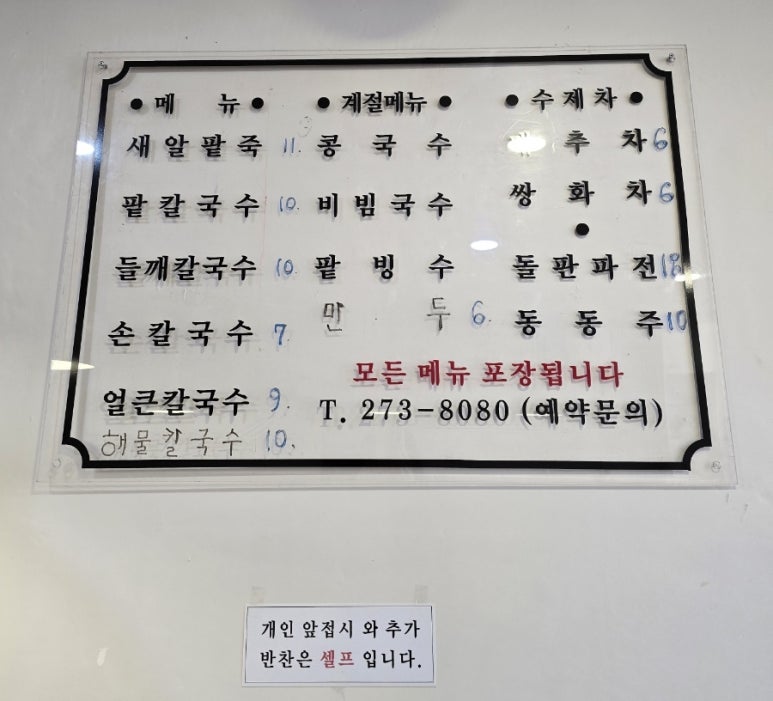 ● 메 뉴 ●
새 알 팥 죽 11.
팥 칼 국 수 10.
들깨칼국수 10.
손 칼 국 수 7.
얼큰칼국수 9.
해물칼국수 10.
● 계절메뉴 ●
콩 국 수
비 빔 국 수
팥 빙 수
만 두 6.
● 수 제 차 ●
추 차 6
쌍 화 차 6
●
돌 판 파 전
동 동 주 10
모든 메뉴 포장됩니다
T. 273-8080 (예약문의)
개인 앞접시 와 추가
반찬은 셀프 입니다.